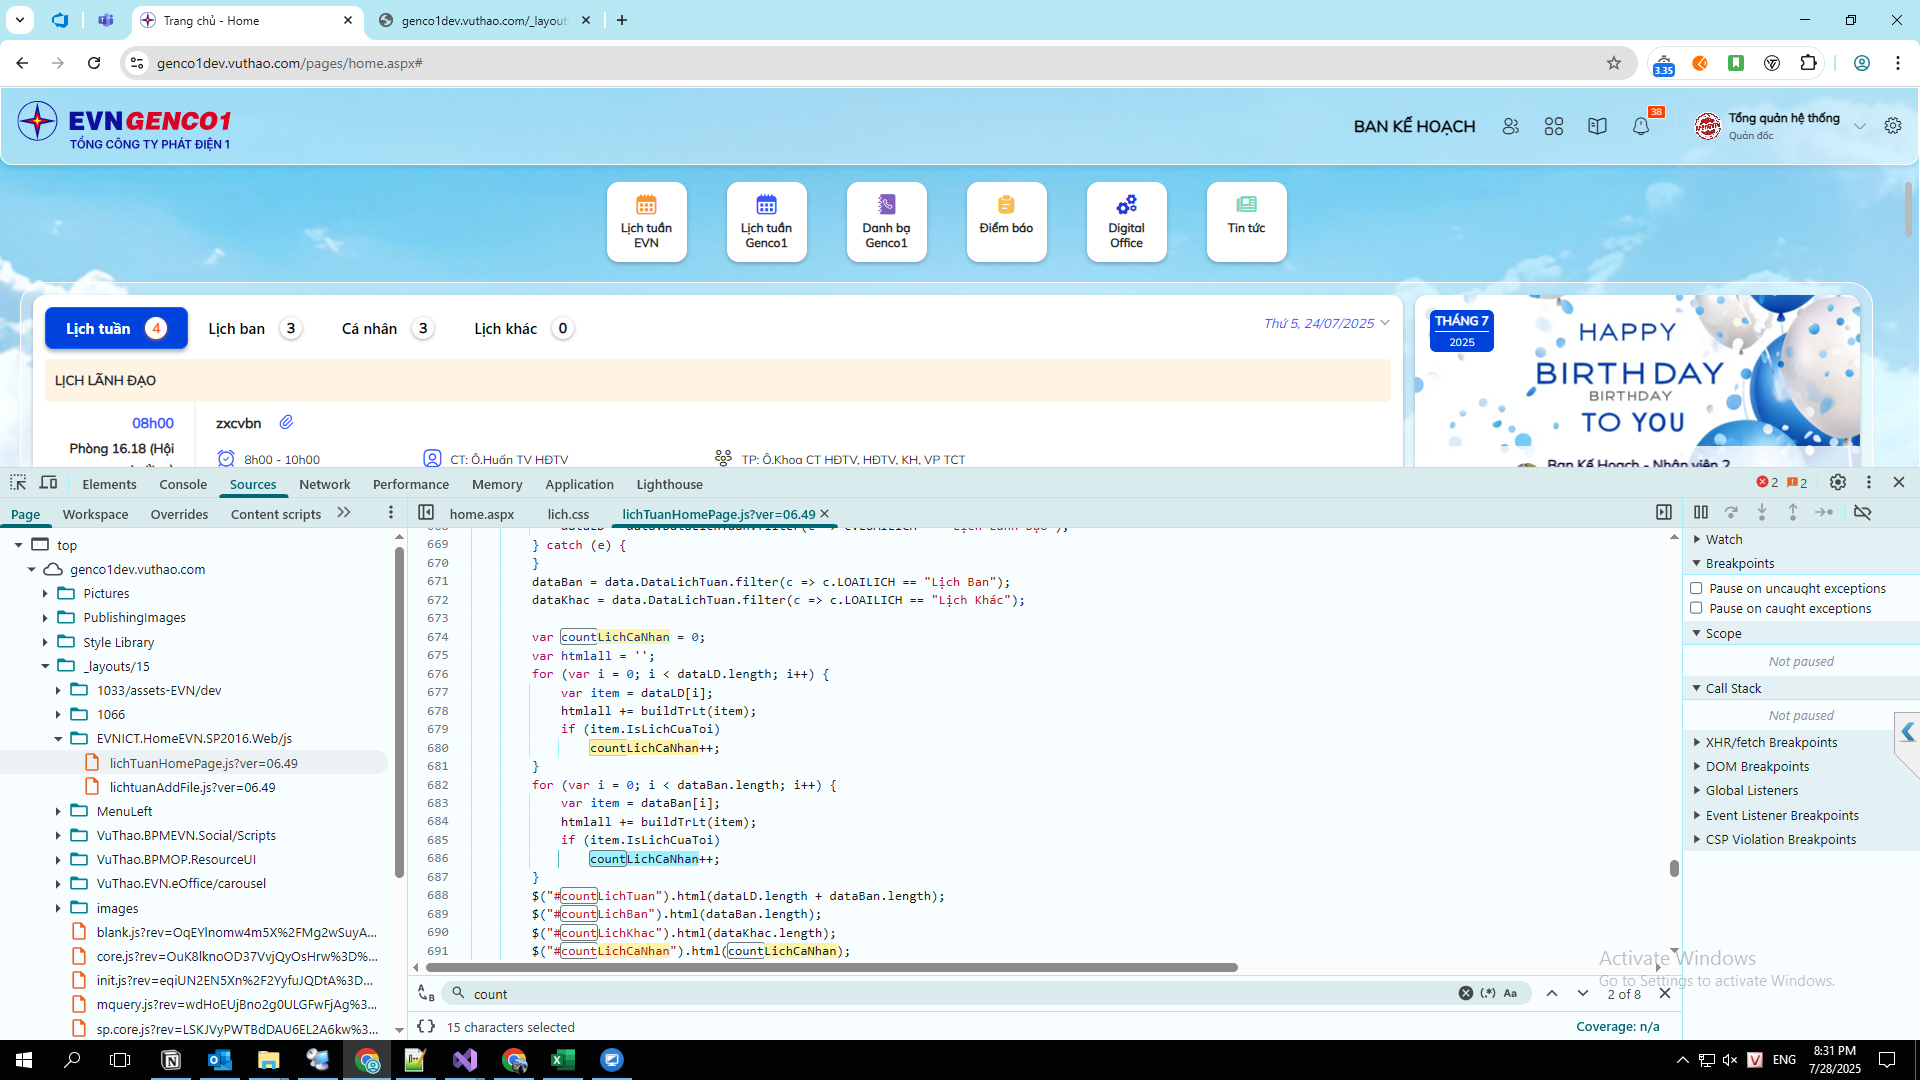 Trang chủ - Home
genco1dev.vuthao.com/_layout
genco1dev.vuthao.com/pages/home.aspx#
3.35
EVNGENCO1
TỔNG CÔNG TY PHÁT ĐIỆN 1
BAN KẾ HOẠCH
38
Tổng quản hệ thống
Quản đốc
Lịch tuần EVN
Lịch tuần Genco1
Danh bạ Genco1
Điểm báo
Digital Office
Tin tức
Lịch tuần 4
Lịch ban 3
Cá nhân 3
Lịch khác 0
Thứ 5, 24/07/2025
LỊCH LÃNH ĐẠO
08h00
zxcvbn
Phòng 16.18 (Hội
8h00 - 10h00
CT: Ô.Huấn TV HĐTV
TP: Ô.Khoa CT HĐTV, HĐTV, KH, VP TCT
THÁNG 7
2025
HAPPY
BIRTHDAY
BIRTHDAY
TO YOU
Ban Kế Hoạch - Nhân viên 2
Elements
Console
Sources
Network
Performance
Memory
Application
Lighthouse
2
2
Page
Workspace
Overrides
Content scripts
home.aspx
lich.css
lichTuanHomePage.js?ver=06.49
top
genco1dev.vuthao.com
Pictures
PublishingImages
Style Library
_layouts/15
1033/assets-EVN/dev
1066
EVNICT.HomeEVN.SP2016.Web/js
lichTuanHomePage.js?ver=06.49
lichtuanAddFile.js?ver=06.49
MenuLeft
VuThao.BPMEVN.Social/Scripts
VuThao.BPMOP.ResourceUI
VuThao.EVN.eOffice/carousel
images
blank.js?rev=OqEYlnomw4m5X%2FMg2wSuyA...
core.js?rev=OuK8lknoOD37VvjQyOsHrw%3D%...
init.js?rev=eqiUN2EN5Xn%2F2YyfuJQDtA%3D...
mquery.js?rev=wdHoEUjBno2g0ULGFwFjAg%3...
sp.core.js?rev=LSKJVyPWTBdDAU6EL2A6kw%3...
669 } catch (e) {
670 }
671 dataBan = data.DataLichTuan.filter(c => c.LOAILICH == "Lịch Ban");
672 dataKhac = data.DataLichTuan.filter(c => c.LOAILICH == "Lịch Khác");
673
674 var countLichCaNhan = 0;
675 var htmlall = '';
676 for (var i = 0; i < dataLD.length; i++) {
677 var item = dataLD[i];
678 htmlall += buildTrLt(item);
679 if (item.IsLichCuaToi)
680 countLichCaNhan++;
681 }
682 for (var i = 0; i < dataBan.length; i++) {
683 var item = dataBan[i];
684 htmlall += buildTrLt(item);
685 if (item.IsLichCuaToi)
686 countLichCaNhan++;
687 }
688 $("#countLichTuan").html(dataLD.length + dataBan.length);
689 $("#countLichBan").html(dataBan.length);
690 $("#countLichKhac").html(dataKhac.length);
691 $("#countLichCaNhan").html(countLichCaNhan);
count
(.*)
Aa
2 of 8
{ } 15 characters selected
Coverage: n/a
Watch
Breakpoints
Pause on uncaught exceptions
Pause on caught exceptions
Scope
Not paused
Call Stack
Not paused
XHR/fetch Breakpoints
DOM Breakpoints
Global Listeners
Event Listener Breakpoints
CSP Violation Breakpoints
Activate Windows
Go to Settings to activate Windows.
ENG
8:31 PM
7/28/2025